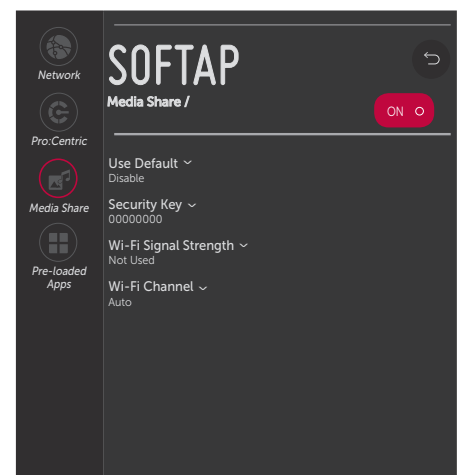 Network
Pro:Centric
Media Share
Pre-loaded
Apps
SOFTAP
Media Share /
ON
Use Default
Disable
Security Key
00000000
Wi-Fi Signal Strength
Not Used
Wi-Fi Channel
Auto